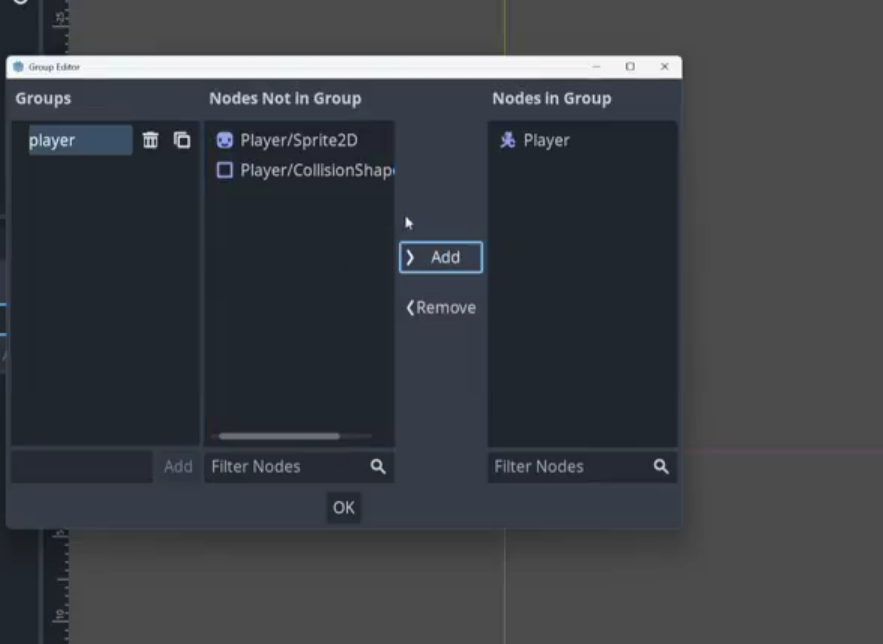 Group Editor
Groups
Nodes Not in Group
Nodes in Group
player
Player/Sprite2D
Player/CollisionShap
Player
Add
Remove
Add
Filter Nodes
Filter Nodes
OK